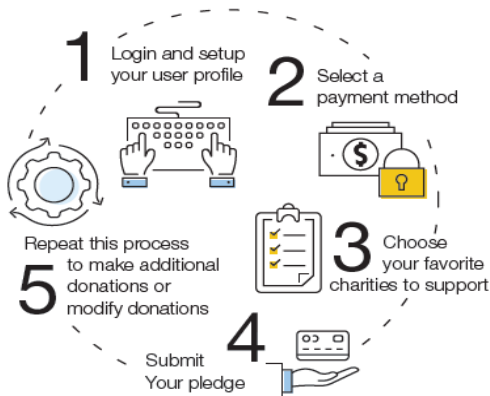 1 Login and setup
your user profile
2 Select a
payment method
$
3 Choose
your favorite
charities to support
4 Submit
Your pledge
5 Repeat this process
to make additional
donations or
modify donations